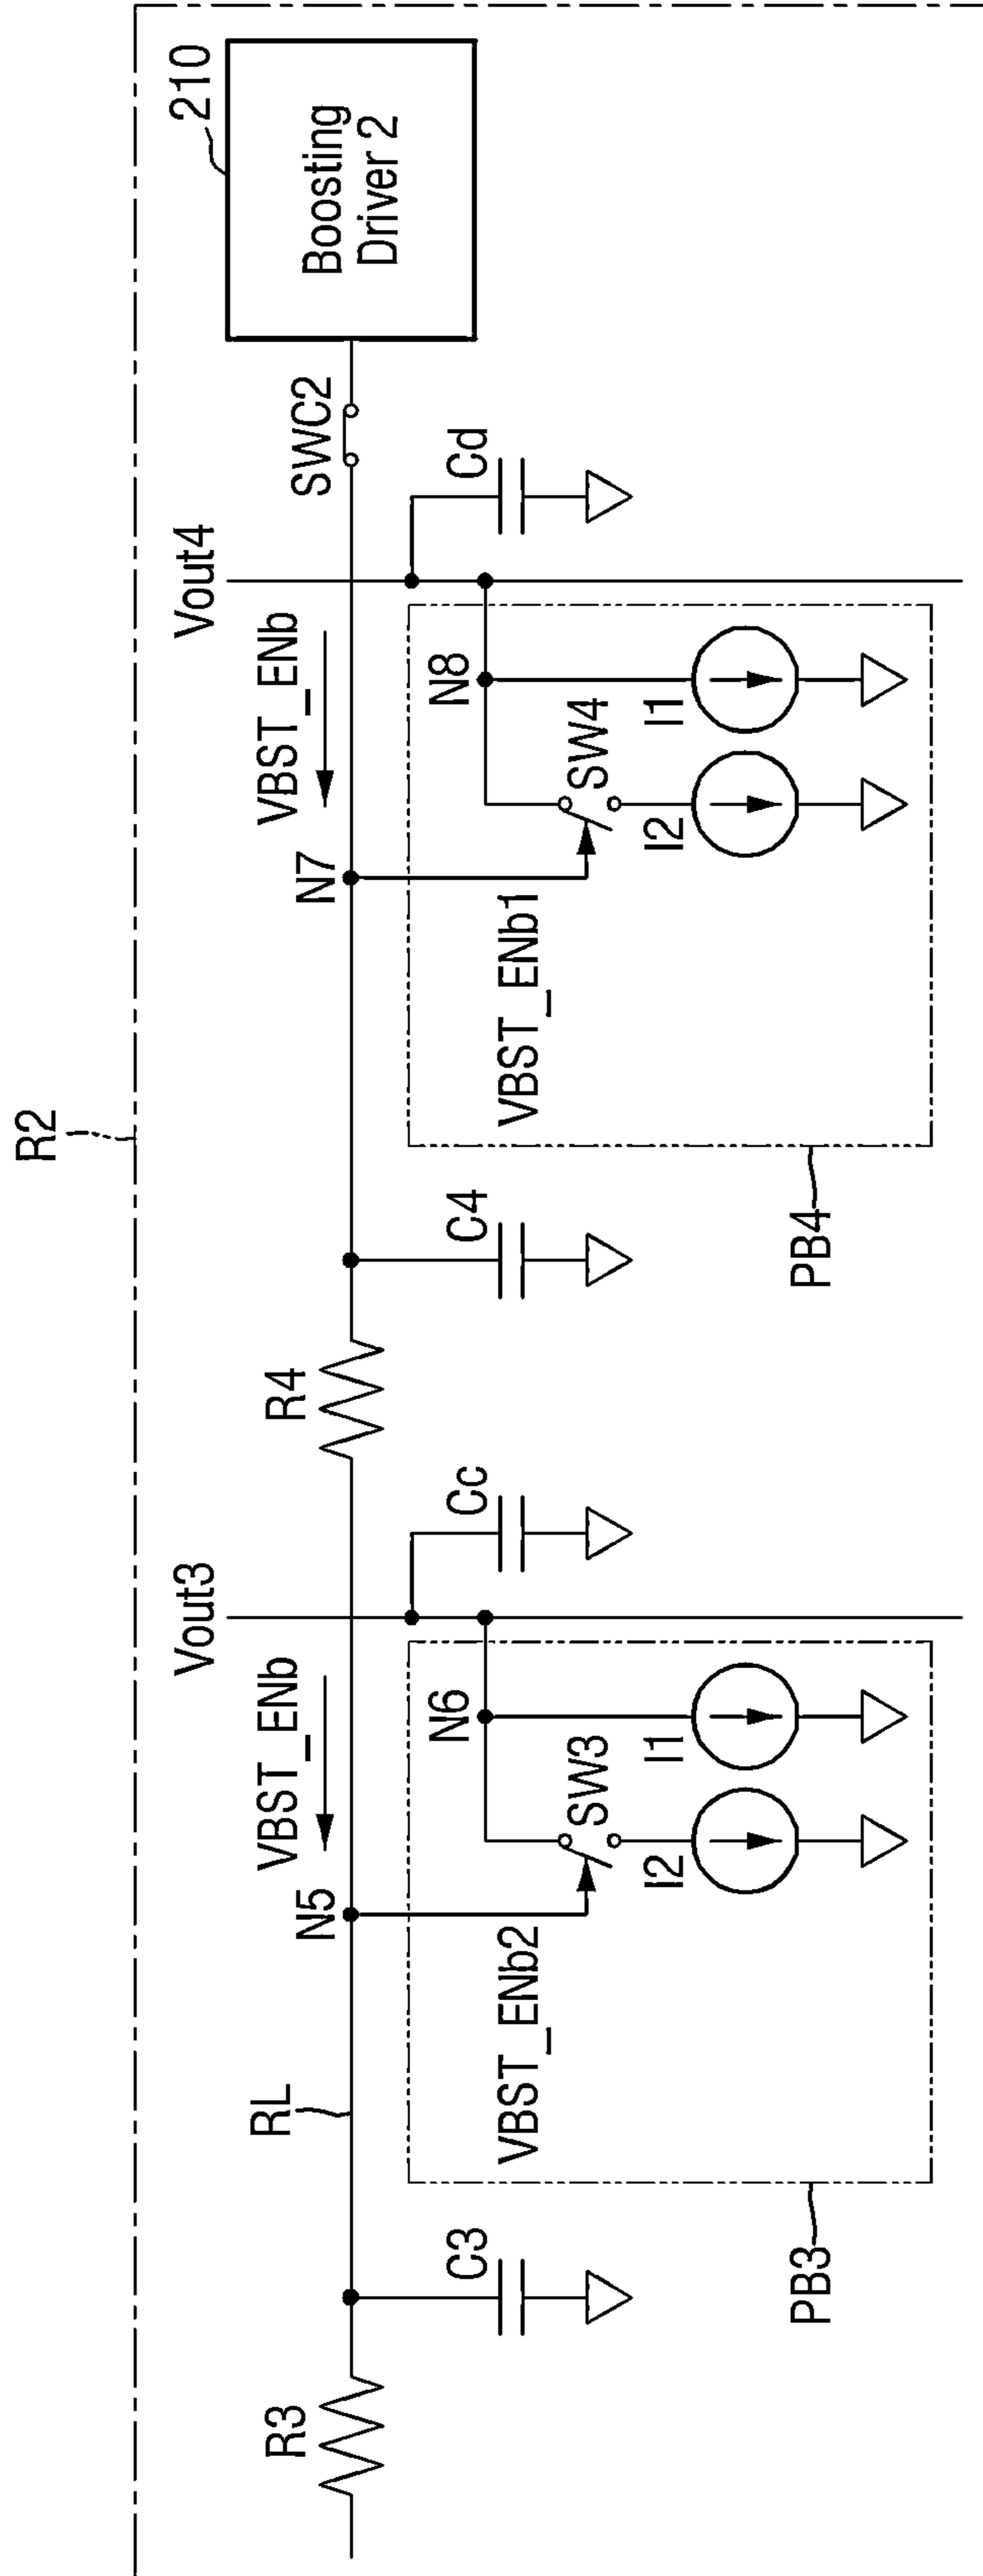 R2
210
Boosting
Driver 2
SWC2
Vout3
Vout4
VBST_ENb
VBST_ENb
R3
RL
N5
R4
N7
C3
N6
Cc
C4
N8
Cd
VBST_ENb2
SW3
VBST_ENb1
SW4
I2
I1
I2
I1
PB3
PB4